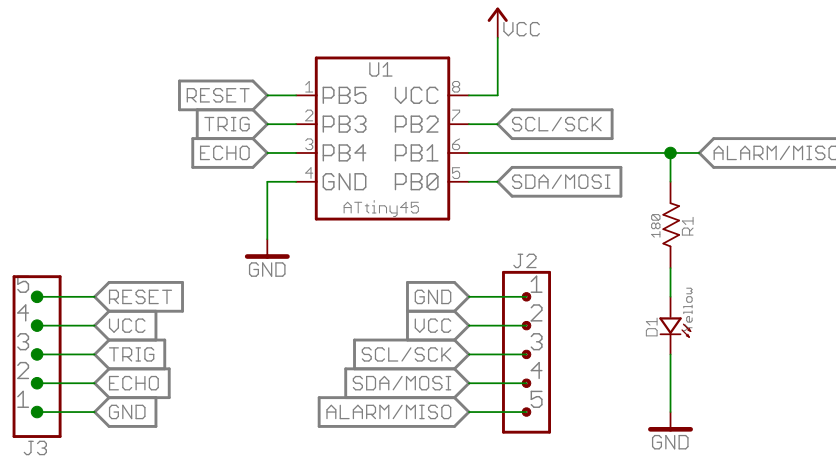 VCC
U1
RESET 1 PB5 VCC 8
TRIG 2 PB3 PB2 7 SCL/SCK
ECHO 3 PB4 PB1 6 ALARM/MISO
4 GND PB0 5 SDA/MOSI
ATtiny45
180 R1
GND
J2
5 RESET
4 VCC
3 TRIG
2 ECHO
1 GND
J3
GND 1
VCC 2
SCL/SCK 3
SDA/MOSI 4
ALARM/MISO 5
D1 Yellow
GND